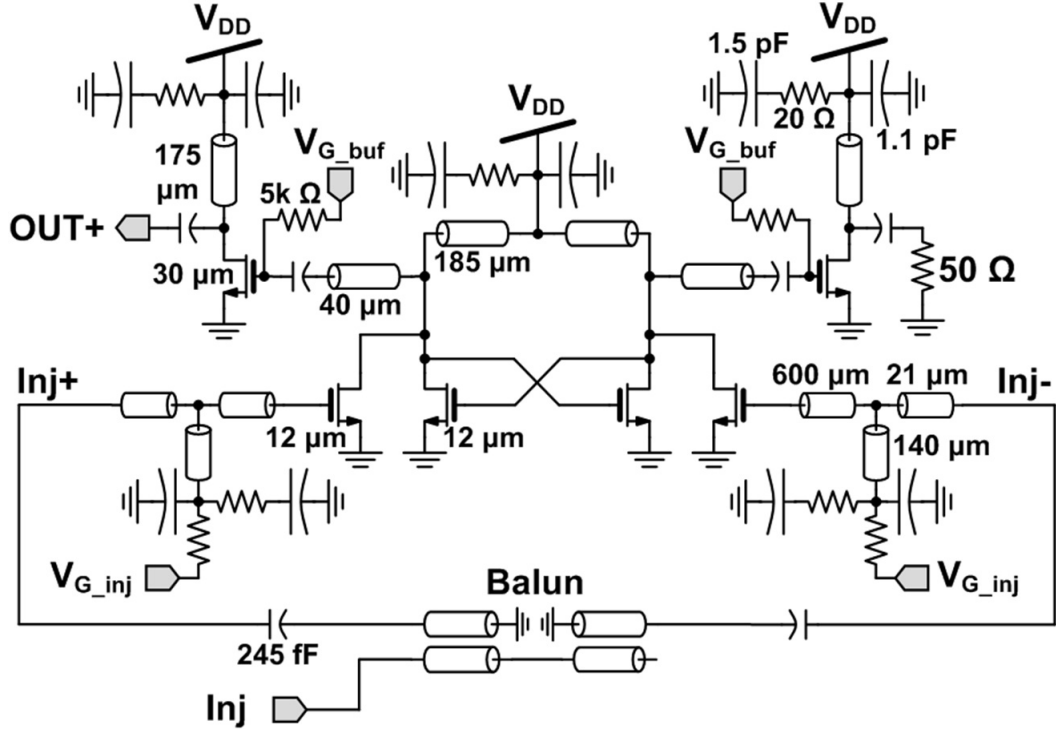 V_DD
V_DD
1.5 pF
V_DD
20 Ω
1.1 pF
175
µm
V_G_buf
V_G_buf
5k Ω
OUT+
185 µm
30 µm
40 µm
50 Ω
Inj+
600 µm
21 µm
Inj-
12 µm
12 µm
140 µm
V_G_inj
Balun
V_G_inj
245 fF
Inj